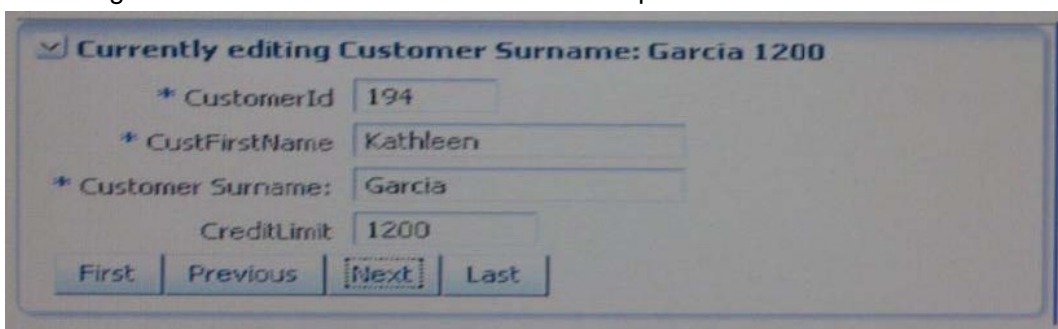 Currently editing Customer Surname: Garcia 1200
* CustomerId 194
* CustFirstName Kathleen
* Customer Surname: Garcia
CreditLimit 1200
First Previous Next Last